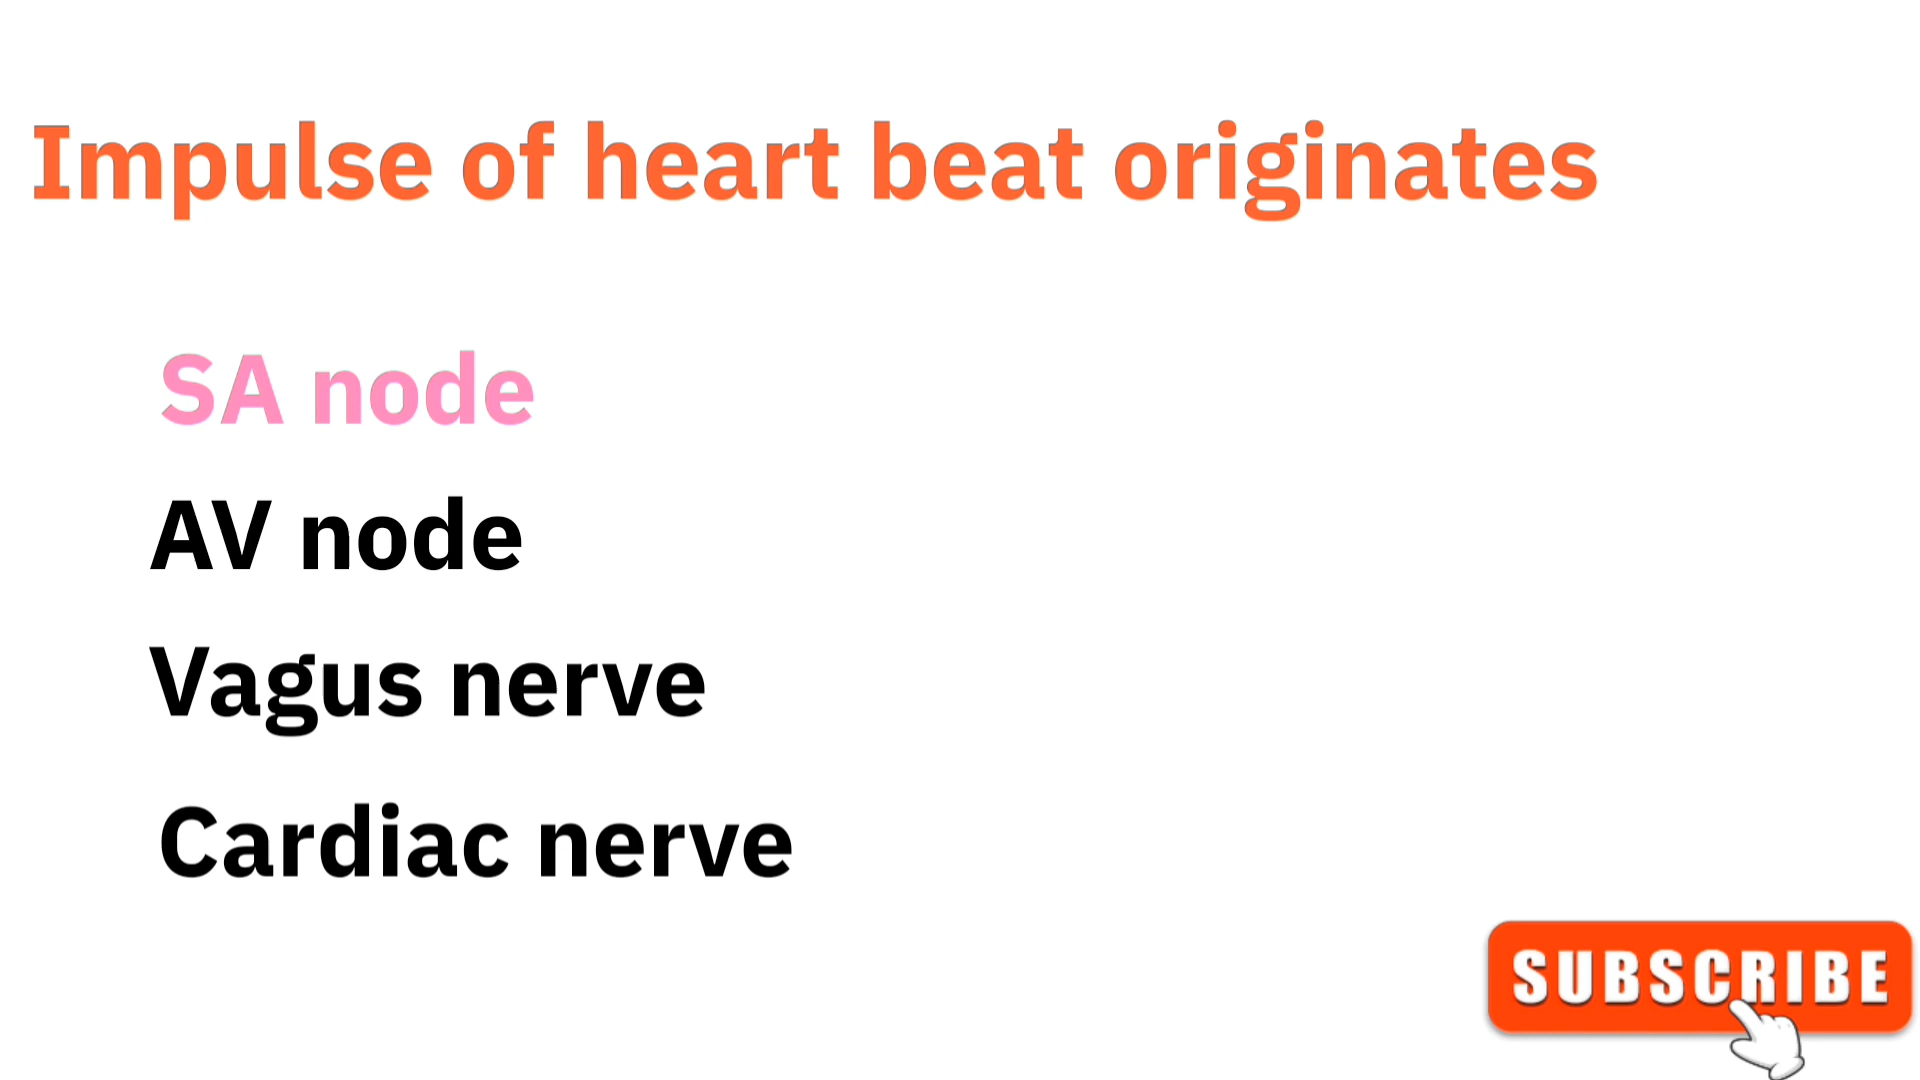 Impulse of heart beat originates
SA node
AV node
Vagus nerve
Cardiac nerve
SUBSCRIBE